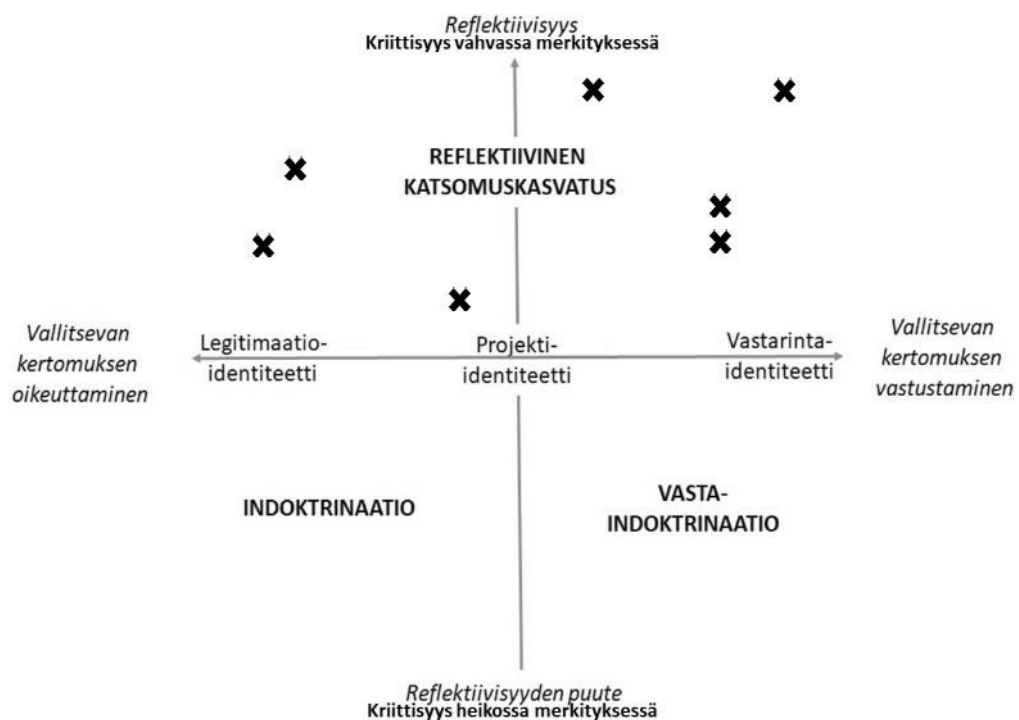 Reflektiivisyys
Kriittisyys vahvassa merkityksessä
REFLEKTIIVINEN
KATSOMUSKASVATUS
Vallitsevan
kertomuksen
oikeuttaminen
Legitimaatio-
identiteetti
Projekti-
identiteetti
Vastarinta-
identiteetti
Vallitsevan
kertomuksen
vastustaminen
INDOKTRINAATIO
VASTA-
INDOKTRINAATIO
Reflektiivisyyden puute
Kriittisyys heikossa merkityksessä